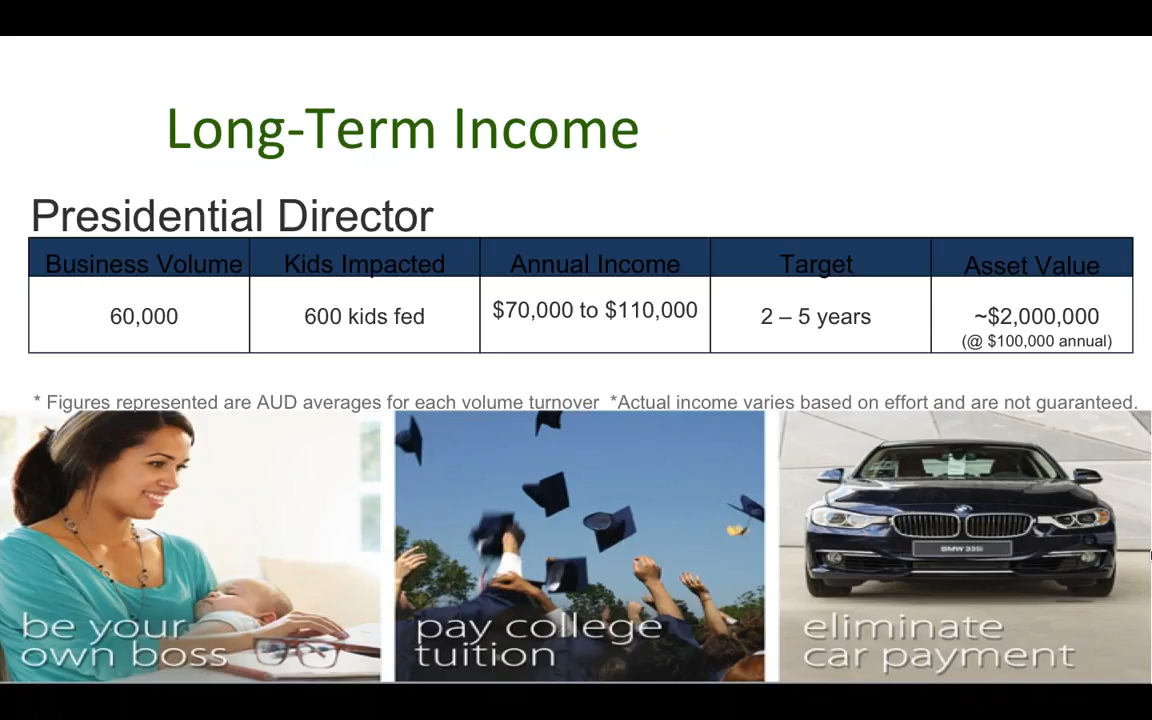 Long-Term Income
Presidential Director
Business Volume Kids Impacted Annual Income Target Asset Value
60,000 600 kids fed $70,000 to $110,000 2 – 5 years ~$2,000,000
(@ $100,000 annual)
* Figures represented are AUD averages for each volume turnover *Actual income varies based on effort and are not guaranteed.
BMW 335i
be your
own boss
pay college
tuition
eliminate
car payment